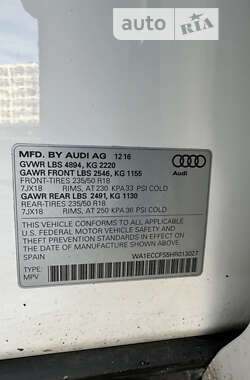 AUTO
RIA
MFD. BY AUDI AG 12 16
GVWR LBS 4894, KG 2220
GAWR FRONT LBS 2546, KG 1155
FRONT-TIRES 235/50 R18
7JX18 RIMS, AT 230 KPA33 PSI COLD
GAWR REAR LBS 2491, KG 1130
REAR-TIRES 235/50 R18
7JX18 RIMS, AT 250 KPA 36 PSI COLD
Audi
THIS VEHICLE CONFORMS TO ALL APPLICABLE
U.S. FEDERAL MOTOR VEHICLE SAFETY AND
THEFT PREVENTION STANDARDS IN EFFECT ON THE
DATE OF MANUFACTURE SHOWN ABOVE.
SPAIN WA1ECCFS5HR013027
TYPE:
MPV